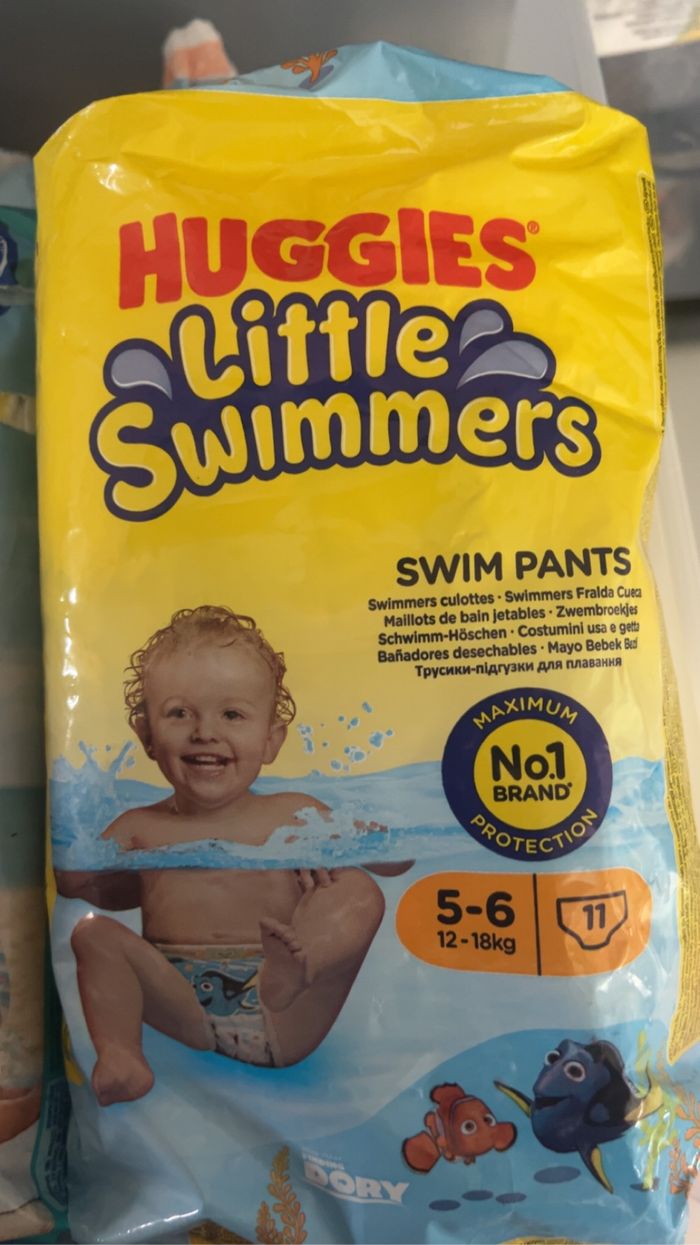 HUGGIES®
Little
Swimmers
SWIM PANTS
Swimmers culottes · Swimmers Fralda Cueca
Maillots de bain jetables · Zwembroekjes
Schwimm-Höschen · Costumini usa e getta
Bañadores desechables · Mayo Bebek Bezi
Трусики-підгузки для плавання
MAXIMUM
No.1
BRAND*
PROTECTION
5-6
12-18kg
11
FINDING
DORY